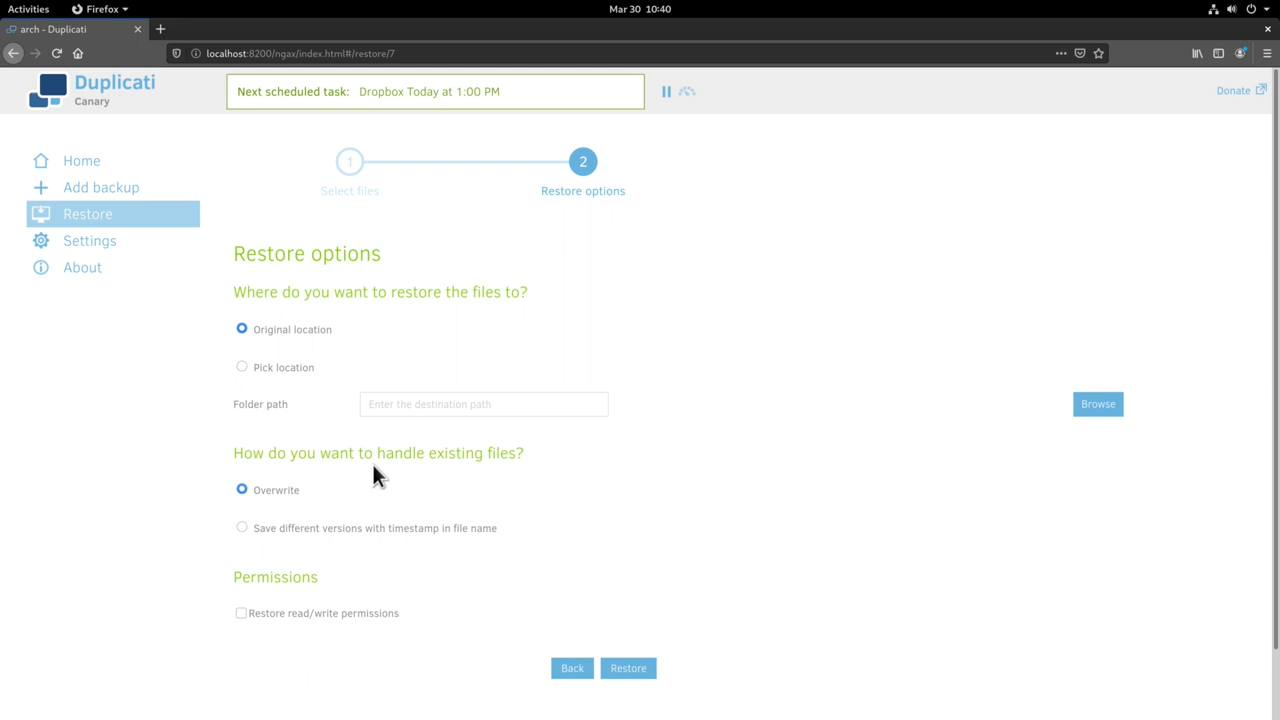 Activities Firefox Mar 30 10:40
arch - Duplicati
localhost:8200/ngax/index.html#/restore/7
Duplicati
Canary
Next scheduled task: Dropbox Today at 1:00 PM
Donate
Home
Add backup
Restore
Settings
About
1
2
Select files
Restore options
Restore options
Where do you want to restore the files to?
Original location
Pick location
Folder path
Enter the destination path
Browse
How do you want to handle existing files?
Overwrite
Save different versions with timestamp in file name
Permissions
Restore read/write permissions
Back
Restore